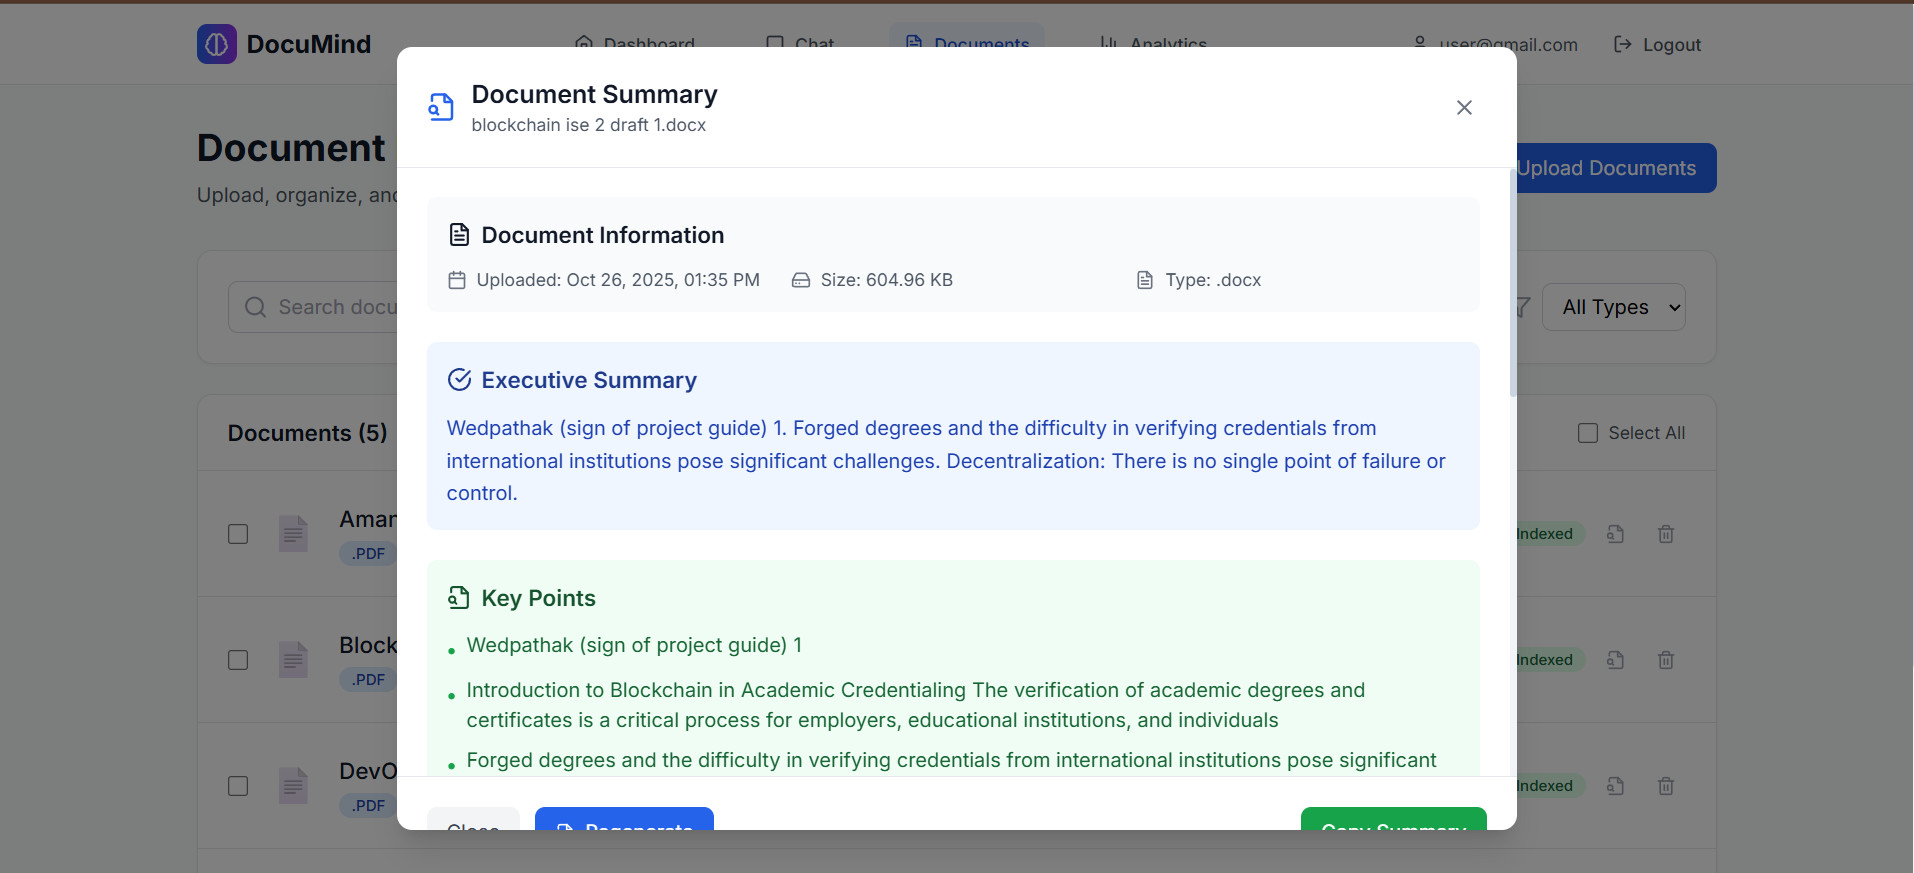 DocuMind
Dashboard
Chat
Documents
Analytics
user@gmail.com
Logout
Document
Upload, organize, and
Upload Documents
Search docu
All Types
Documents (5)
Select All
Aman
.PDF
Indexed
Block
.PDF
Indexed
DevO
.PDF
Indexed
Document Summary
blockchain ise 2 draft 1.docx
Document Information
Uploaded: Oct 26, 2025, 01:35 PM
Size: 604.96 KB
Type: .docx
Executive Summary
Wedpathak (sign of project guide) 1. Forged degrees and the difficulty in verifying credentials from
international institutions pose significant challenges. Decentralization: There is no single point of failure or
control.
Key Points
• Wedpathak (sign of project guide) 1
• Introduction to Blockchain in Academic Credentialing The verification of academic degrees and
certificates is a critical process for employers, educational institutions, and individuals
• Forged degrees and the difficulty in verifying credentials from international institutions pose significant
Close
Regenerate
Copy Summary